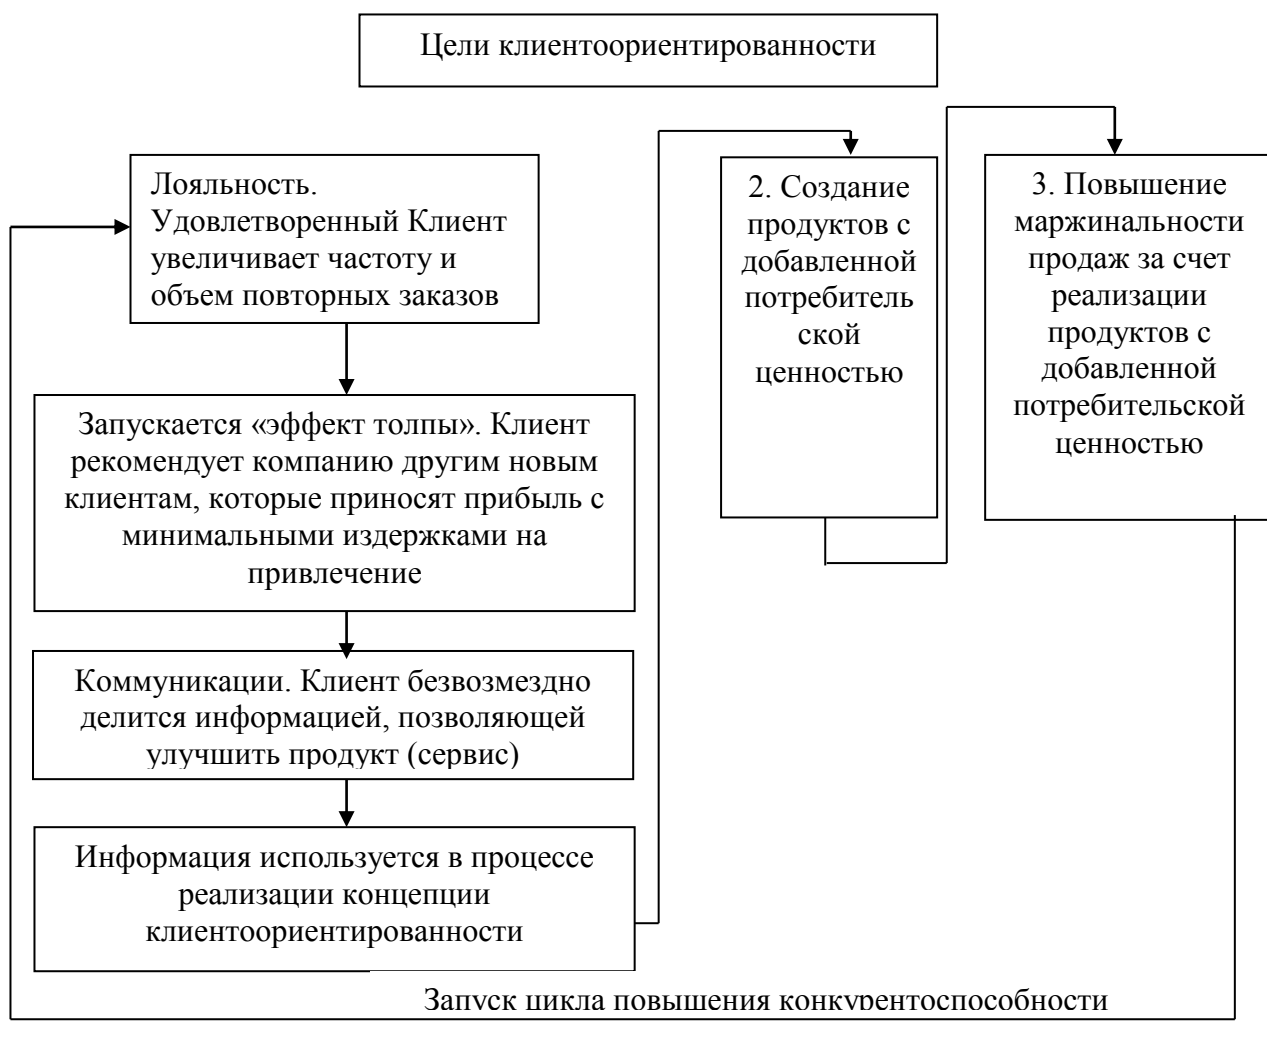 Цели клиентоориентированности
Лояльность.
Удовлетворенный Клиент
увеличивает частоту и
объем повторных заказов
Запускается «эффект толпы». Клиент
рекомендует компанию другим новым
клиентам, которые приносят прибыль с
минимальными издержками на
привлечение
Коммуникации. Клиент безвозмездно
делится информацией, позволяющей
улучшить продукт (сервис)
Информация используется в процессе
реализации концепции
клиентоориентированности
2. Создание
продуктов с
добавленной
потребитель
ской
ценностью
3. Повышение
маржинальности
продаж за счет
реализации
продуктов с
добавленной
потребительской
ценностью
Запуск цикла повышения конкурентоспособности